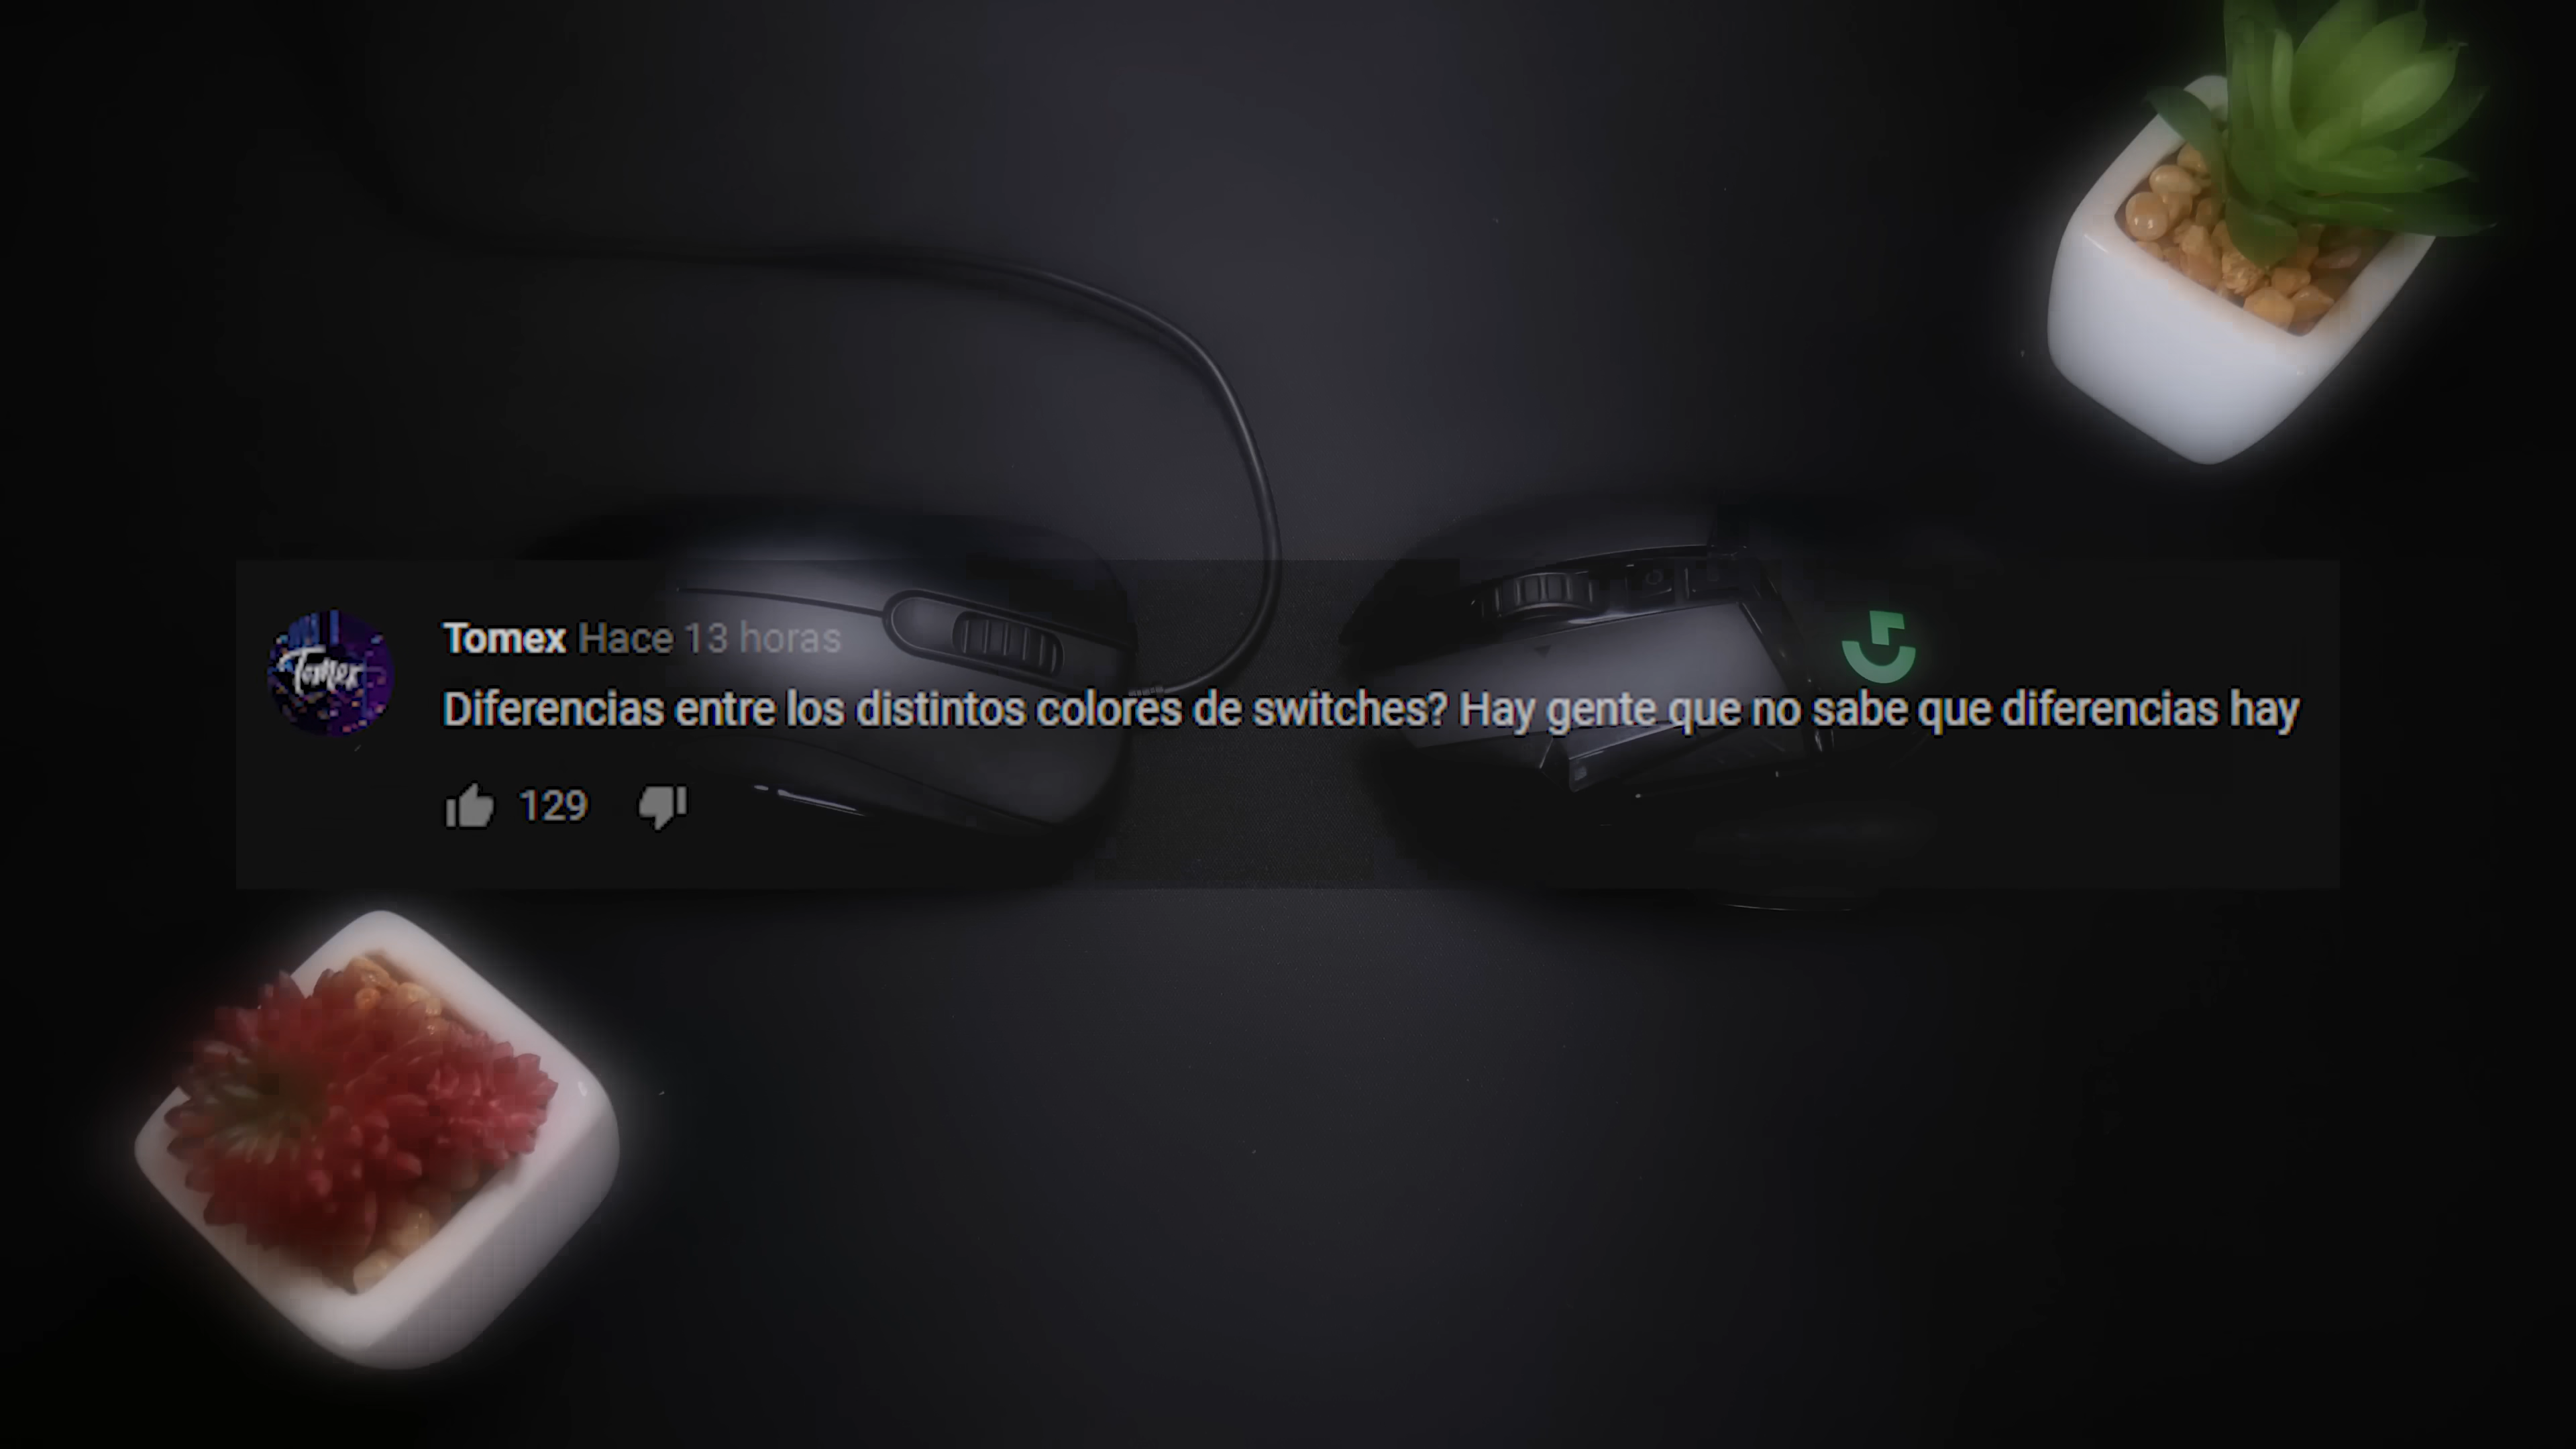 Tomex
Tomex Hace 13 horas
Diferencias entre los distintos colores de switches? Hay gente que no sabe que diferencias hay
129